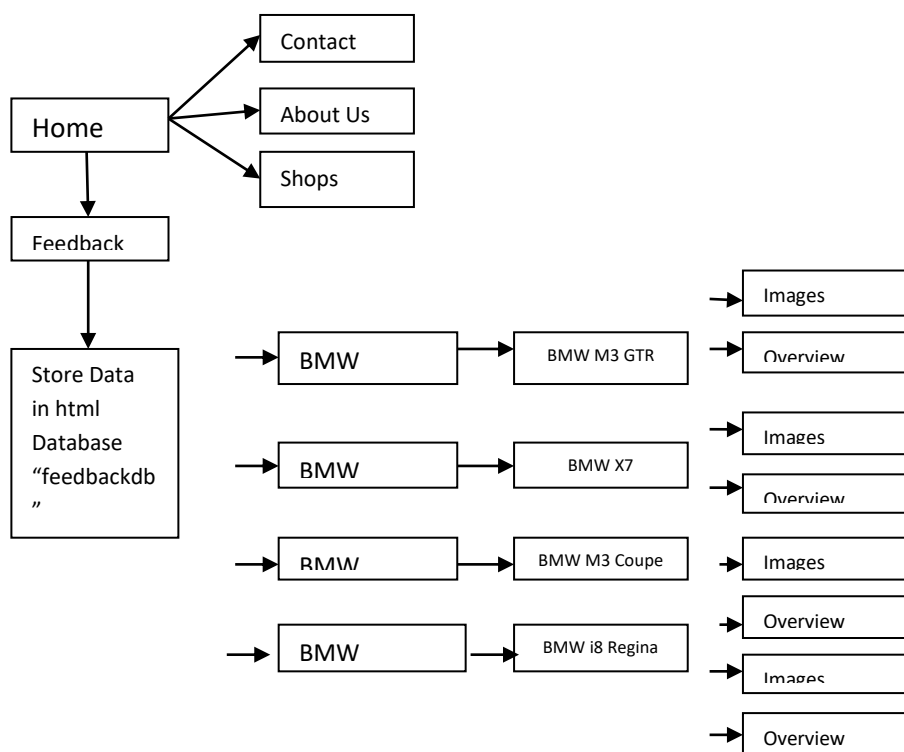 Contact
Home
About Us
Shops
Feedback
Store Data
in html
Database
“feedbackdb
”
BMW
BMW M3 GTR
Images
Overview
BMW
BMW X7
Images
Overview
BMW
BMW M3 Coupe
Images
Overview
BMW
BMW i8 Regina
Images
Overview